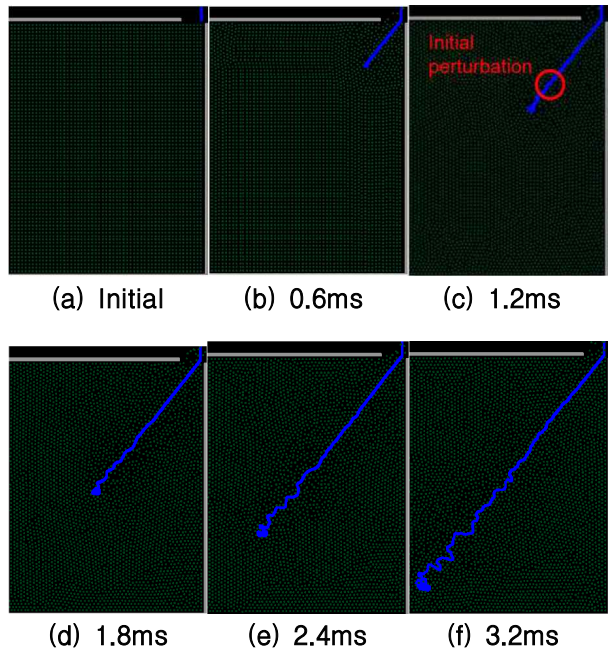 Initial
perturbation
(a) Initial
(b) 0.6ms
(c) 1.2ms
(d) 1.8ms
(e) 2.4ms
(f) 3.2ms